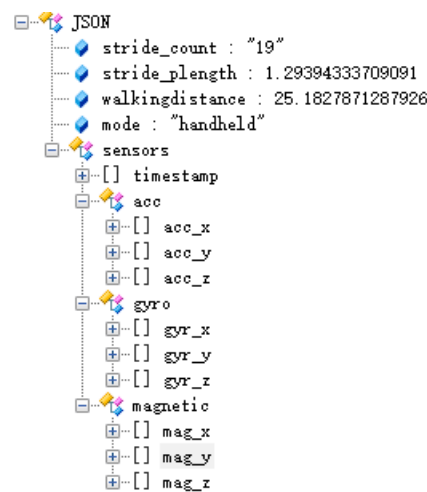 JSON
stride_count : "19"
stride_plength : 1.29394333709091
walkingdistance : 25.1827871287926
mode : "handheld"
sensors
[] timestamp
acc
[] acc_x
[] acc_y
[] acc_z
gyro
[] gyr_x
[] gyr_y
[] gyr_z
magnetic
[] mag_x
[] mag_y
[] mag_z